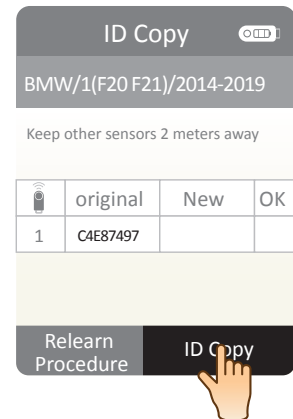 ID Copy
BMW/1(F20 F21)/2014-2019
Keep other sensors 2 meters away
original New OK
1 C4E87497
Relearn Procedure
ID Copy